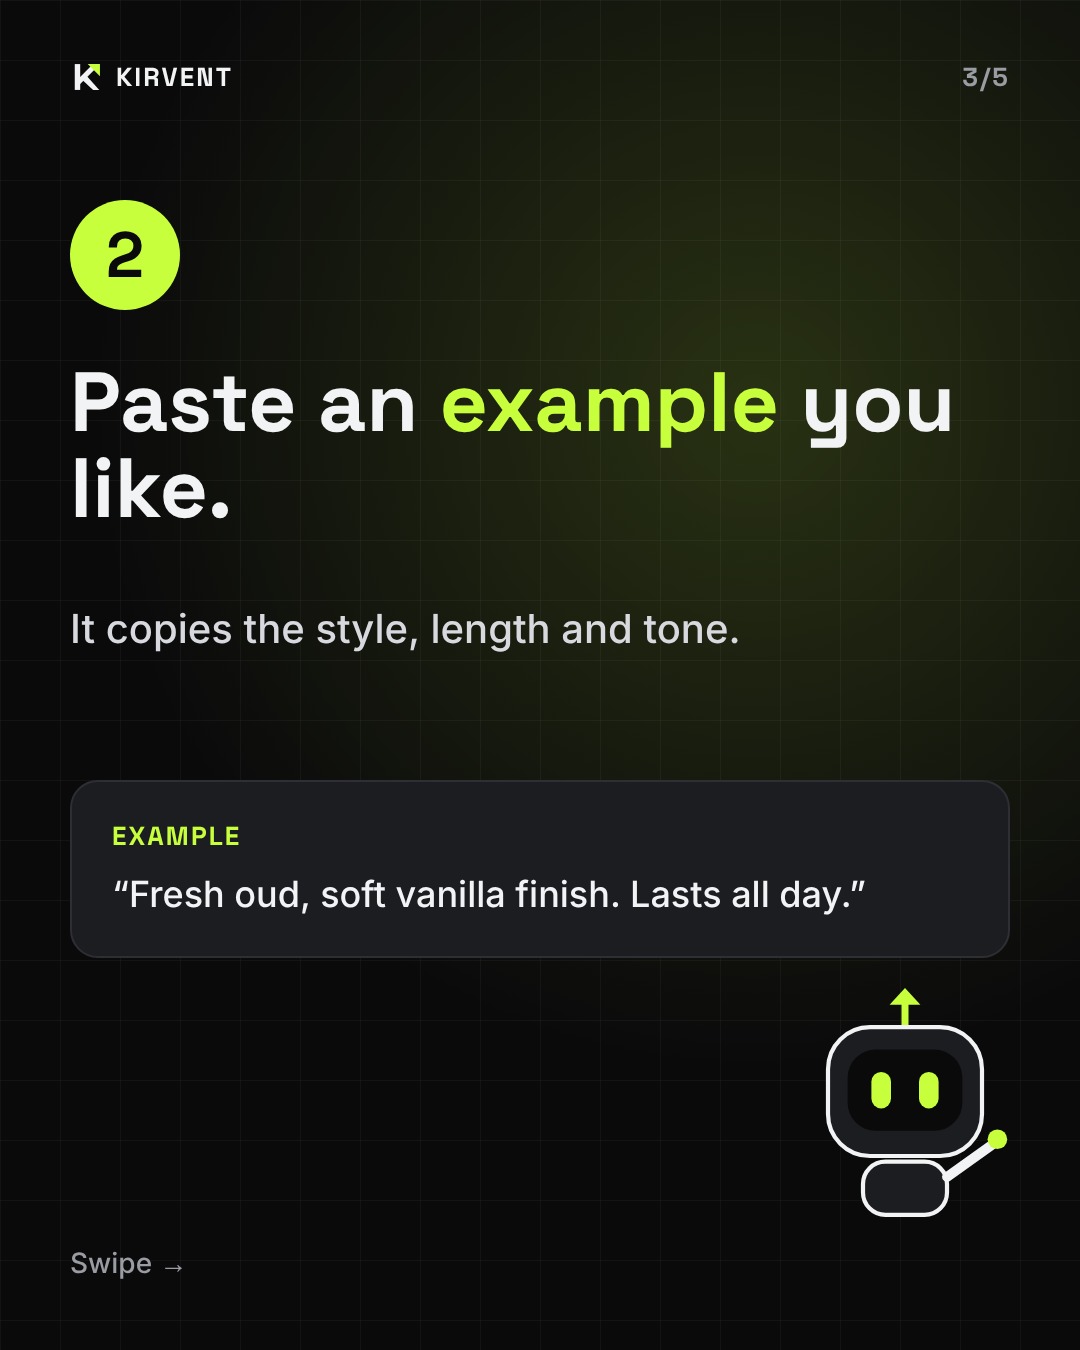 KIRVENT
3/5
2
Paste an example you
like.
It copies the style, length and tone.
EXAMPLE
“Fresh oud, soft vanilla finish. Lasts all day.”
Swipe →